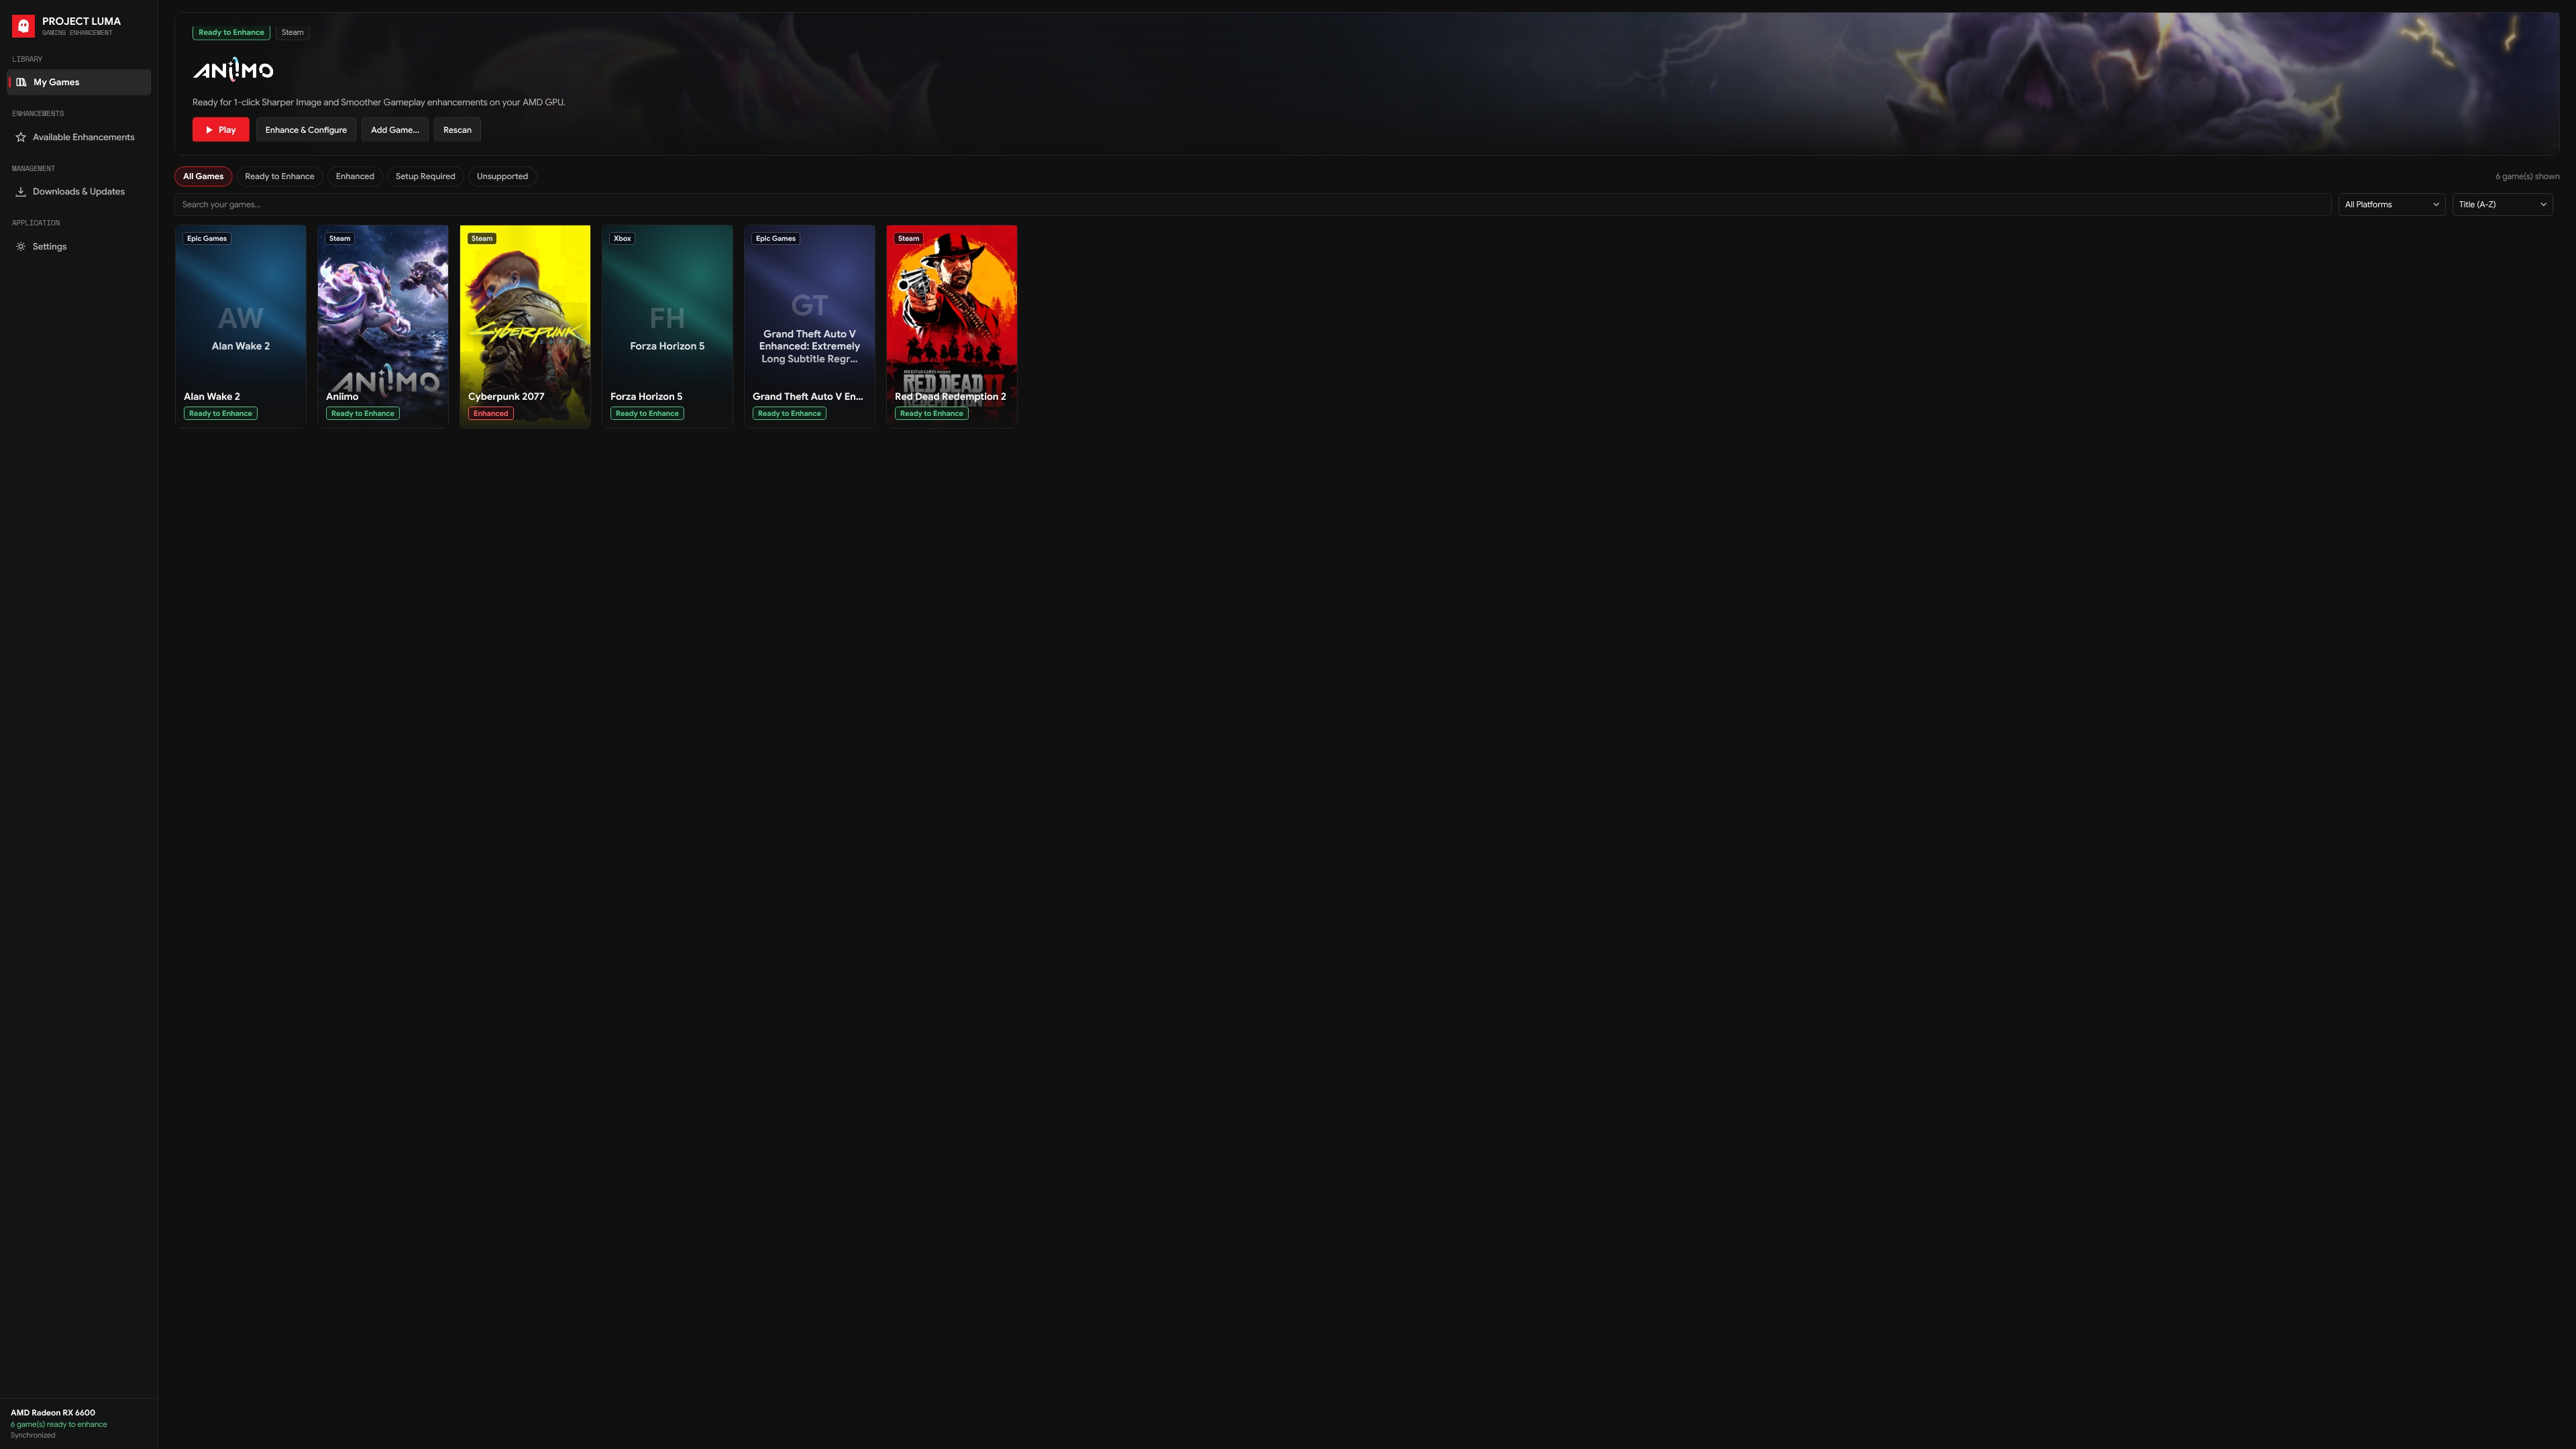 PROJECT LUMA
GAMING ENHANCEMENT
LIBRARY
My Games
ENHANCEMENTS
Available Enhancements
MANAGEMENT
Downloads & Updates
APPLICATION
Settings
AMD Radeon RX 6600
6 game(s) ready to enhance
Synchronized
Ready to Enhance
Steam
ANiiMO
Ready for 1-click Sharper Image and Smoother Gameplay enhancements on your AMD GPU.
Play
Enhance & Configure
Add Game...
Rescan
All Games
Ready to Enhance
Enhanced
Setup Required
Unsupported
6 game(s) shown
Search your games...
All Platforms
Title (A-Z)
Epic Games
AW
Alan Wake 2
Alan Wake 2
Ready to Enhance
Steam
ANiiMO
Aniimo
Ready to Enhance
Steam
Cyberpunk
2077
Cyberpunk 2077
Enhanced
Xbox
FH
Forza Horizon 5
Forza Horizon 5
Ready to Enhance
Epic Games
GT
Grand Theft Auto V
Enhanced: Extremely
Long Subtitle Regr...
Grand Theft Auto V En...
Ready to Enhance
Steam
RED DEAD II
REDEMPTION
Red Dead Redemption 2
Ready to Enhance